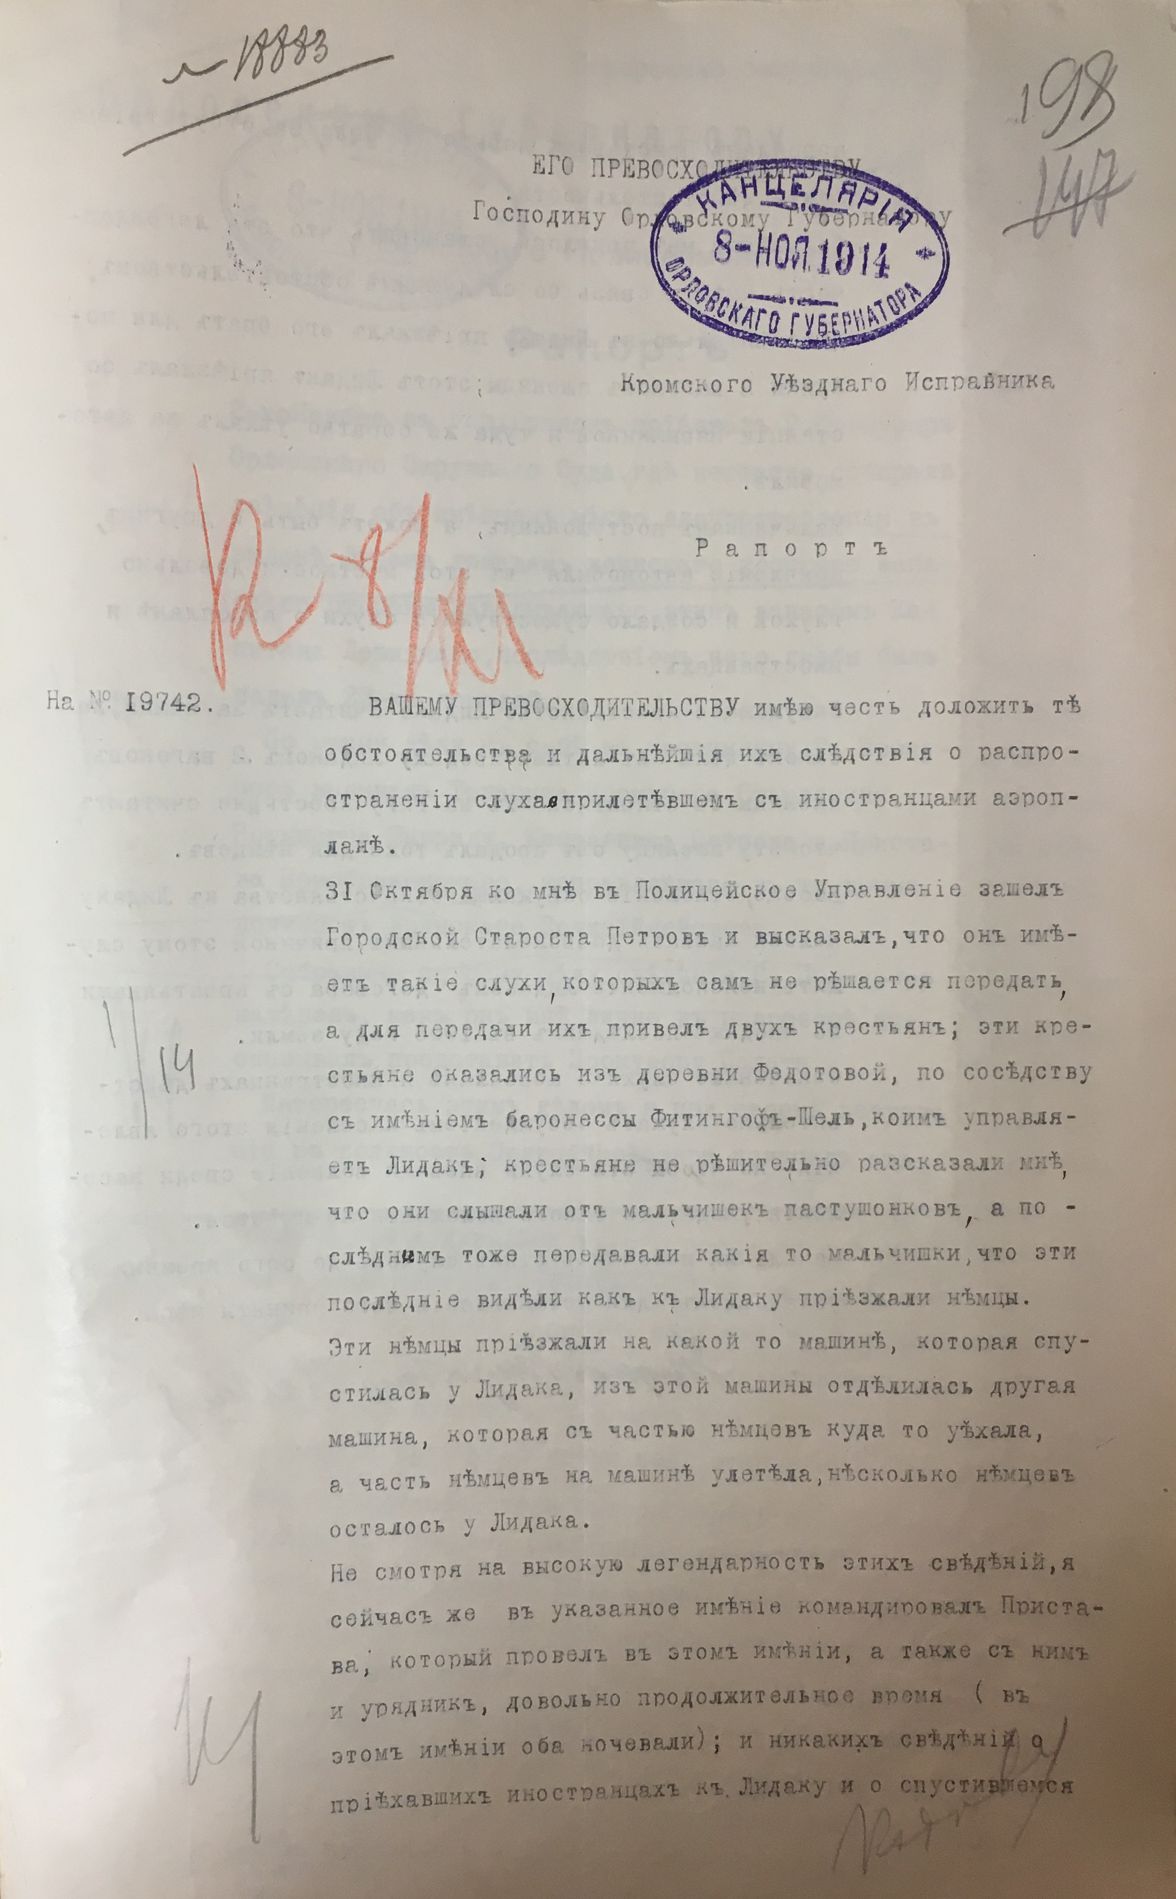 18883
198
147
ЕГО ПРЕВОСХОДИТЕЛЬСТВУ
Господину Орловскому Губернатору
КАНЦЕЛЯРІЯ
8-НОЯ.1914
ОРЛОВСКАГО ГУБЕРНАТОРА
Кромского Уѣзднаго Исправника
Рапортъ
8/XI
На № I9742.
ВАШЕМУ ПРЕВОСХОДИТЕЛЬСТВУ имѣю честь доложить тѣ
обстоятельства и дальнѣйшія ихъ слѣдствія о распро-
страненіи слуха о прилетѣвшемъ съ иностранцами аэроп-
ланѣ.
3I Октября ко мнѣ въ Полицейское Управленіе зашелъ
Городской Староста Петровъ и высказалъ,что онъ имѣ-
етъ такіе слухи,которыхъ самъ не рѣшается передать,
а для передачи ихъ привелъ двухъ крестьянъ; эти кре-
стьяне оказались изъ деревни Федотовой, по сосѣдству
съ имѣніемъ баронессы Фитингофъ-Шель,коимъ управля-
етъ Лидакъ; крестьяне не рѣшительно разсказали мнѣ,
что они слышали отъ мальчишекъ пастушонковъ, а по -
слѣднимъ тоже передавали какія то мальчишки,что эти
послѣдніе видѣли какъ къ Лидаку пріѣзжали нѣмцы.
Эти нѣмцы пріѣзжали на какой то машинѣ, которая спу-
стилась у Лидака, изъ этой машины отдѣлилась другая
машина, которая съ частью нѣмцевъ куда то уѣхала,
а часть нѣмцевъ на машинѣ улетѣла,нѣсколько нѣмцевъ
осталось у Лидака.
Не смотря на высокую легендарность этихъ свѣдѣній,я
сейчасъ же въ указанное имѣніе командировалъ Приста-
ва, который провелъ въ этомъ имѣніи, а также съ нимъ
и урядникъ, довольно продолжительное время ( въ
этомъ имѣніи оба ночевали); и никакихъ свѣдѣній о
пріѣхавшихъ иностранцахъ къ Лидаку и о спустившемся